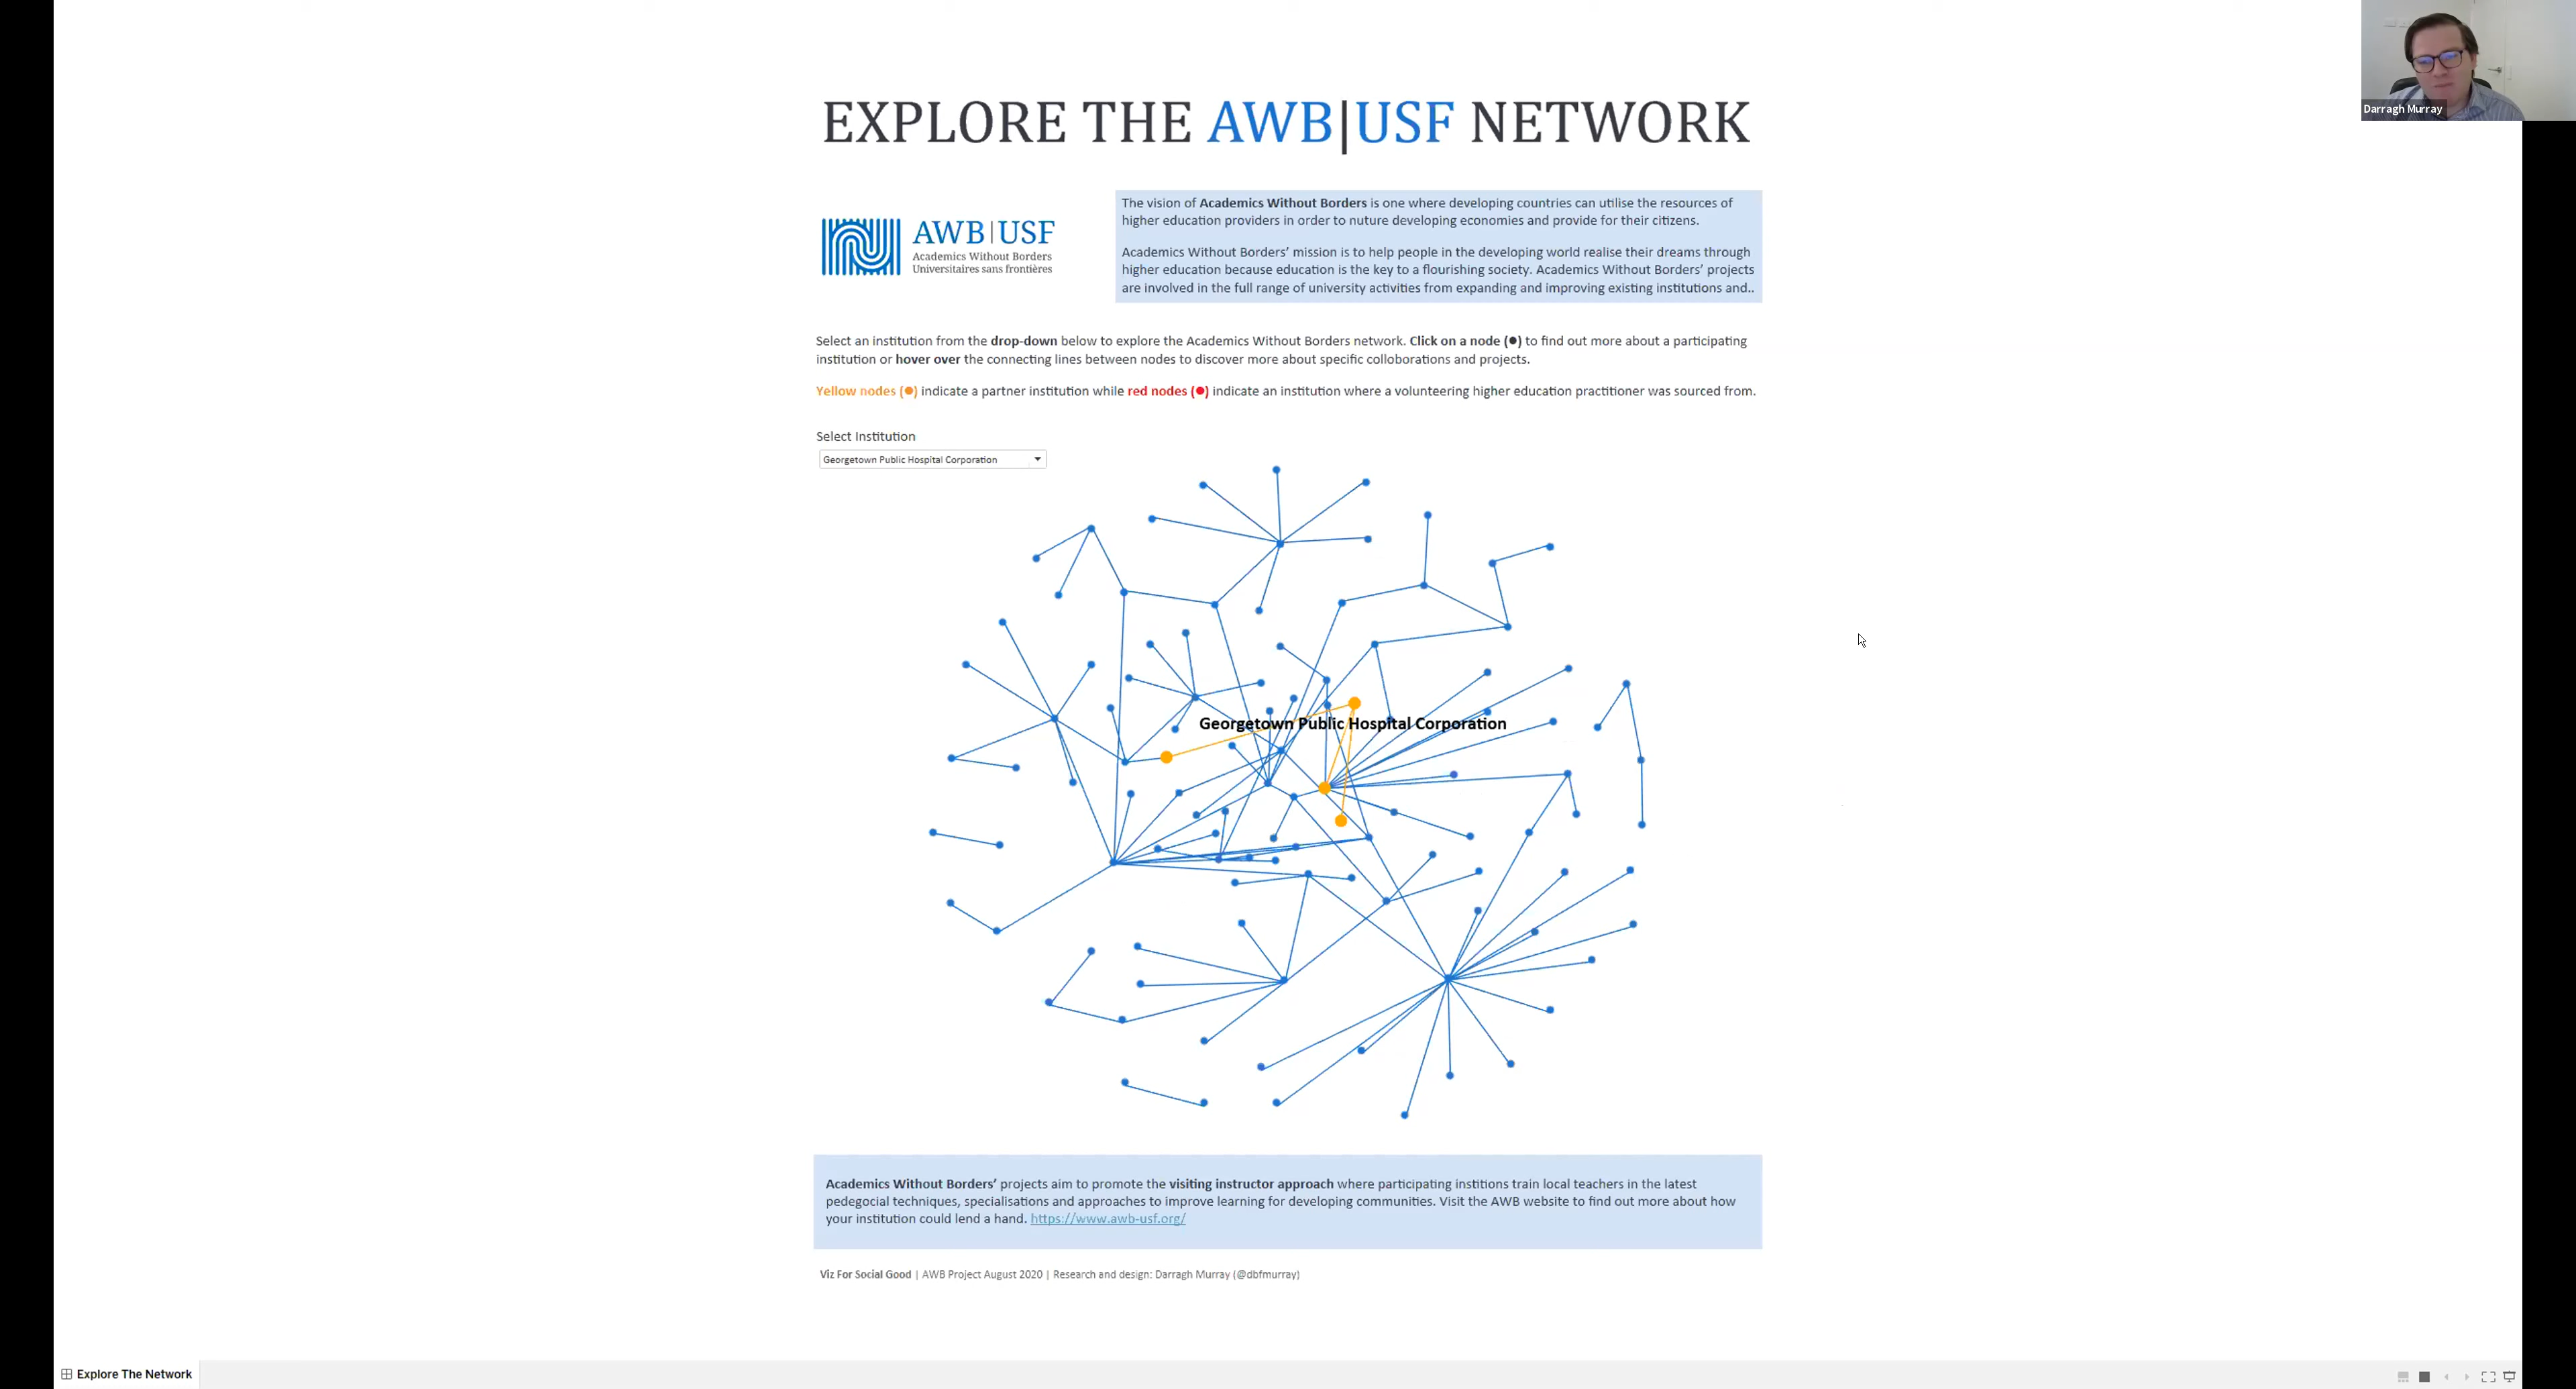 Darragh Murray
EXPLORE THE AWB|USF NETWORK
AWB|USF
Academics Without Borders
Universitaires sans frontières
The vision of Academics Without Borders is one where developing countries can utilise the resources of
higher education providers in order to nuture developing economies and provide for their citizens.
Academics Without Borders' mission is to help people in the developing world realise their dreams through
higher education because education is the key to a flourishing society. Academics Without Borders' projects
are involved in the full range of university activities from expanding and improving existing institutions and..
Select an institution from the drop-down below to explore the Academics Without Borders network. Click on a node (●) to find out more about a participating
institution or hover over the connecting lines between nodes to discover more about specific colloborations and projects.
Yellow nodes (●) indicate a partner institution while red nodes (●) indicate an institution where a volunteering higher education practitioner was sourced from.
Select Institution
Georgetown Public Hospital Corporation
Georgetown Public Hospital Corporation
Academics Without Borders' projects aim to promote the visiting instructor approach where participating institions train local teachers in the latest
pedegocial techniques, specialisations and approaches to improve learning for developing communities. Visit the AWB website to find out more about how
your institution could lend a hand. https://www.awb-usf.org/
Viz For Social Good | AWB Project August 2020 | Research and design: Darragh Murray (@dbfmurray)
Explore The Network